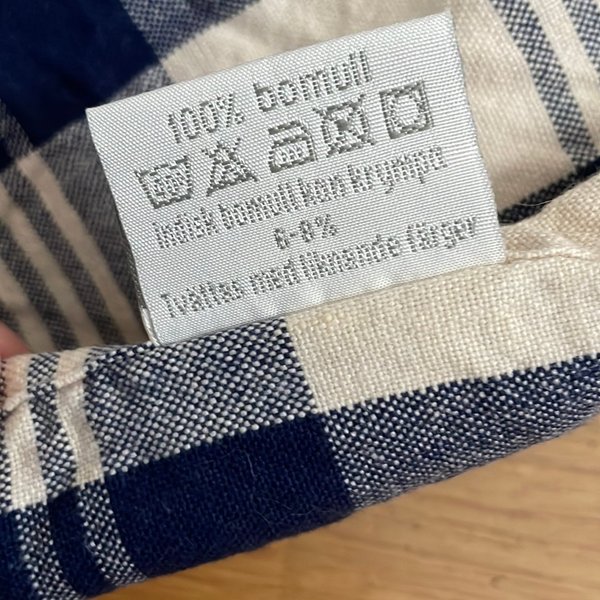 100% bomull
Indisk bomull kan krympa
6-8%
Tvättas med liknande färger